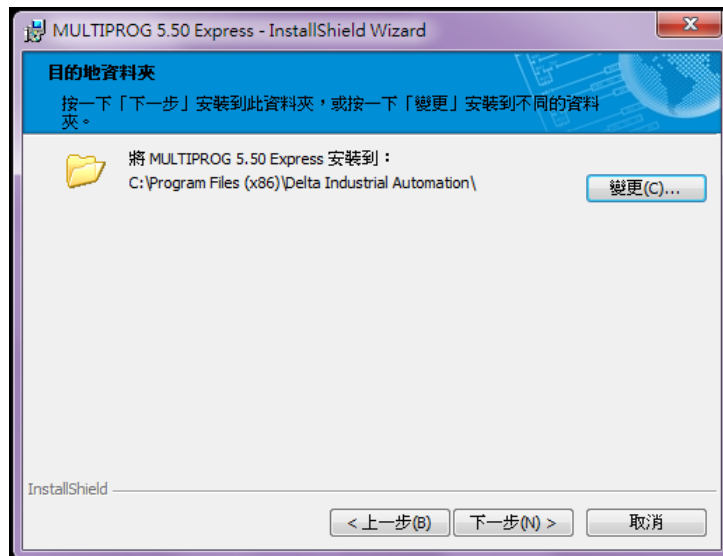 MULTIPROG 5.50 Express - InstallShield Wizard
目的地資料夾
按一下「下一步」安裝到此資料夾，或按一下「變更」安裝到不同的資料
夾。
將 MULTIPROG 5.50 Express 安裝到：
C:\Program Files (x86)\Delta Industrial Automation\
變更(C)...
InstallShield
< 上一步(B)
下一步(N) >
取消